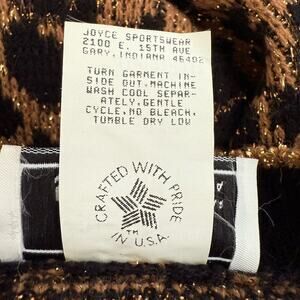 JOYCE SPORTSWEAR
2100 E. 15TH AVE
GARY, INDIANA 46402
TURN GARMENT IN-
SIDE OUT,MACHINE
WASH COOL SEPAR-
ATELY,GENTLE
CYCLE,NO BLEACH,
TUMBLE DRY LOW
CRAFTED WITH PRIDE
IN U.S.A.
TM